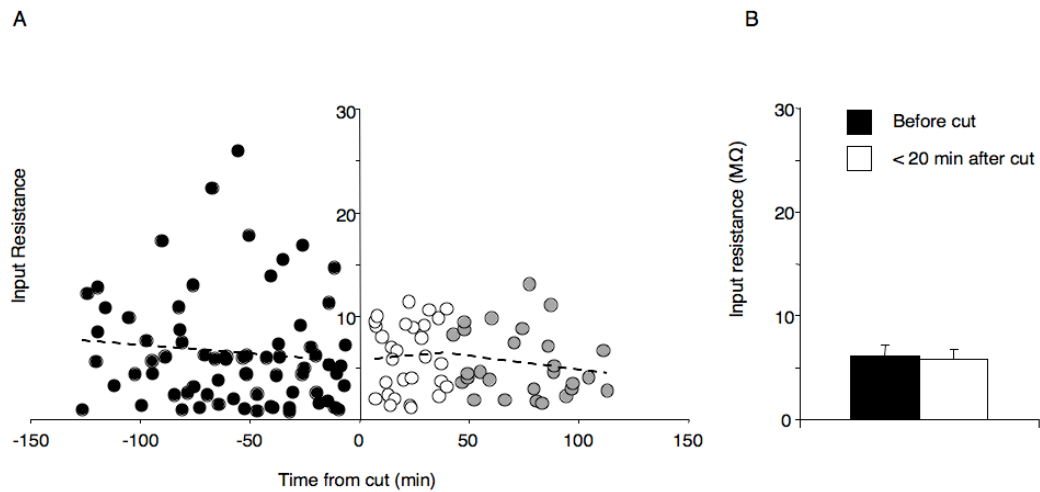 A
B
Input Resistance
30
20
10
-150
-100
-50
0
50
100
150
Time from cut (min)
Input resistance (MΩ)
30
20
10
0
Before cut
< 20 min after cut